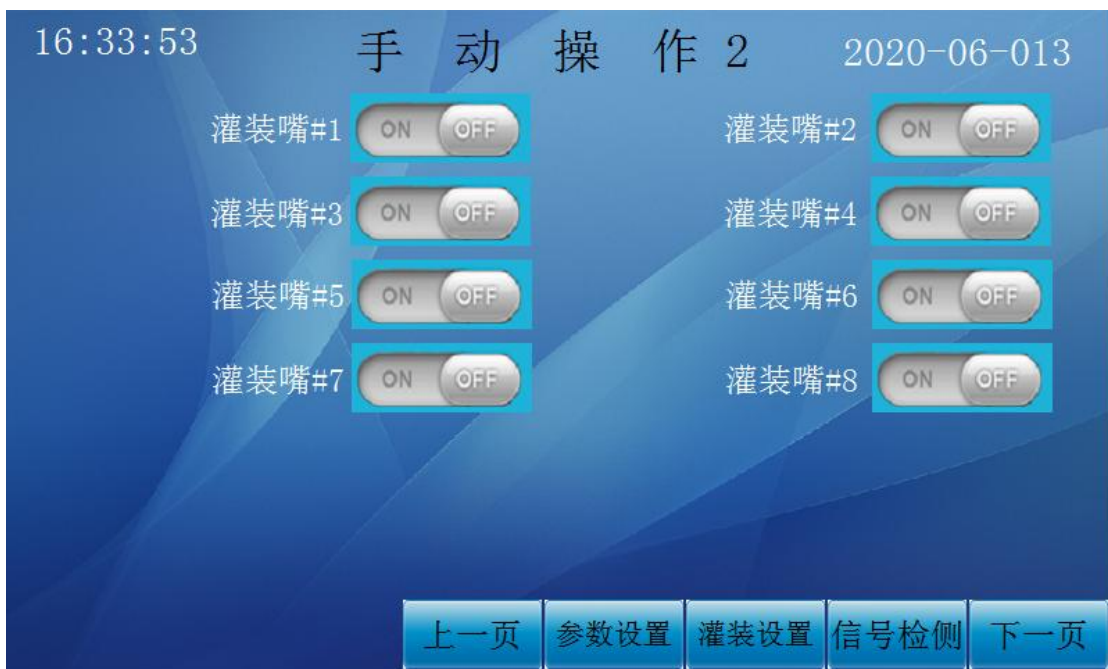 16:33:53 手动操作2 2020-06-013
灌装嘴#1 ON OFF 灌装嘴#2 ON OFF
灌装嘴#3 ON OFF 灌装嘴#4 ON OFF
灌装嘴#5 ON OFF 灌装嘴#6 ON OFF
灌装嘴#7 ON OFF 灌装嘴#8 ON OFF
上一页 参数设置 灌装设置 信号检侧 下一页